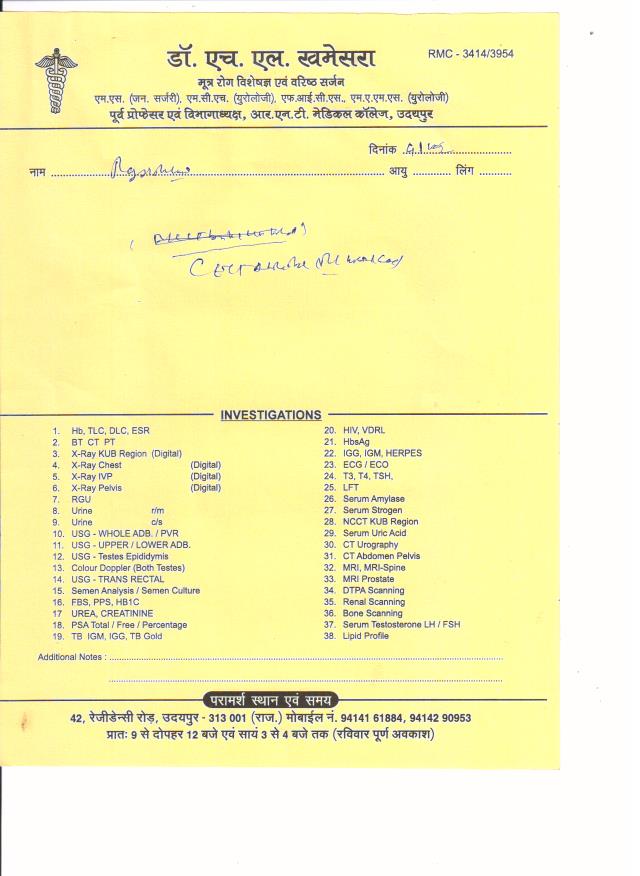 डॉ. एच. एल. खमेसरा
RMC - 3414/3954
मूत्र रोग विशेषज्ञ एवं वरिष्ठ सर्जन
एम.एस. (जन. सर्जरी), एम.सी.एच. (युरोलोजी), एफ.आई.सी.एस., एम.ए.एम.एस. (युरोलोजी)
पूर्व प्रोफेसर एवं विभागाध्यक्ष, आर.एन.टी. मेडिकल कॉलेज, उदयपुर
दिनांक
नाम आयु लिंग
INVESTIGATIONS
1. Hb, TLC, DLC, ESR
2. BT CT PT
3. X-Ray KUB Region (Digital)
4. X-Ray Chest (Digital)
5. X-Ray IVP (Digital)
6. X-Ray Pelvis (Digital)
7. RGU
8. Urine r/m
9. Urine c/s
10. USG - WHOLE ADB. / PVR
11. USG - UPPER / LOWER ADB.
12. USG - Testes Epididymis
13. Colour Doppler (Both Testes)
14. USG - TRANS RECTAL
15. Semen Analysis / Semen Culture
16. FBS, PPS, HB1C
17 UREA, CREATININE
18. PSA Total / Free / Percentage
19. TB IGM, IGG, TB Gold
20. HIV, VDRL
21. HbsAg
22. IGG, IGM, HERPES
23. ECG / ECO
24. T3, T4, TSH,
25. LFT
26. Serum Amylase
27. Serum Strogen
28. NCCT KUB Region
29. Serum Uric Acid
30. CT Urography
31. CT Abdomen Pelvis
32. MRI, MRI-Spine
33. MRI Prostate
34. DTPA Scanning
35. Renal Scanning
36. Bone Scanning
37. Serum Testosterone LH / FSH
38. Lipid Profile
Additional Notes :
परामर्श स्थान एवं समय
42, रेजीडेन्सी रोड़, उदयपुर - 313 001 (राज.) मोबाईल नं. 94141 61884, 94142 90953
प्रातः 9 से दोपहर 12 बजे एवं सायं 3 से 4 बजे तक (रविवार पूर्ण अवकाश)